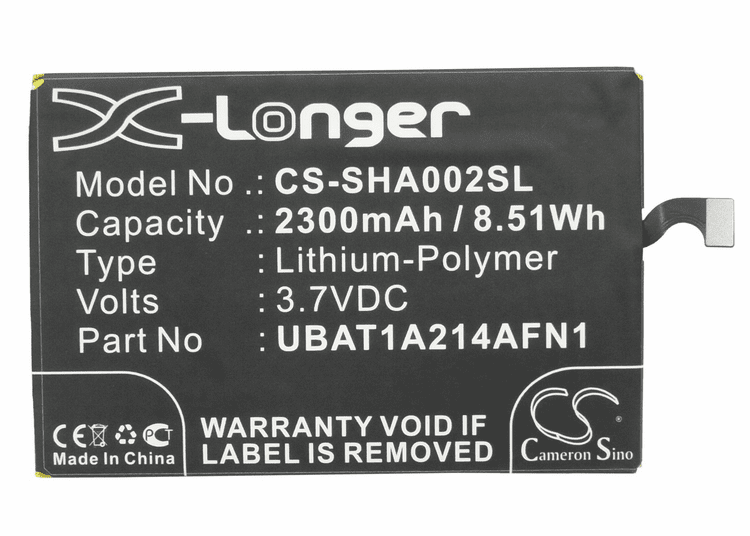 X-Longer
Model No .: CS-SHA002SL
Capacity : 2300mAh / 8.51Wh
Type : Lithium-Polymer
Volts : 3.7VDC
Part No : UBAT1A214AFN1
CE PCT
Made In China
WARRANTY VOID IF
LABEL IS REMOVED
CS
Cameron Sino